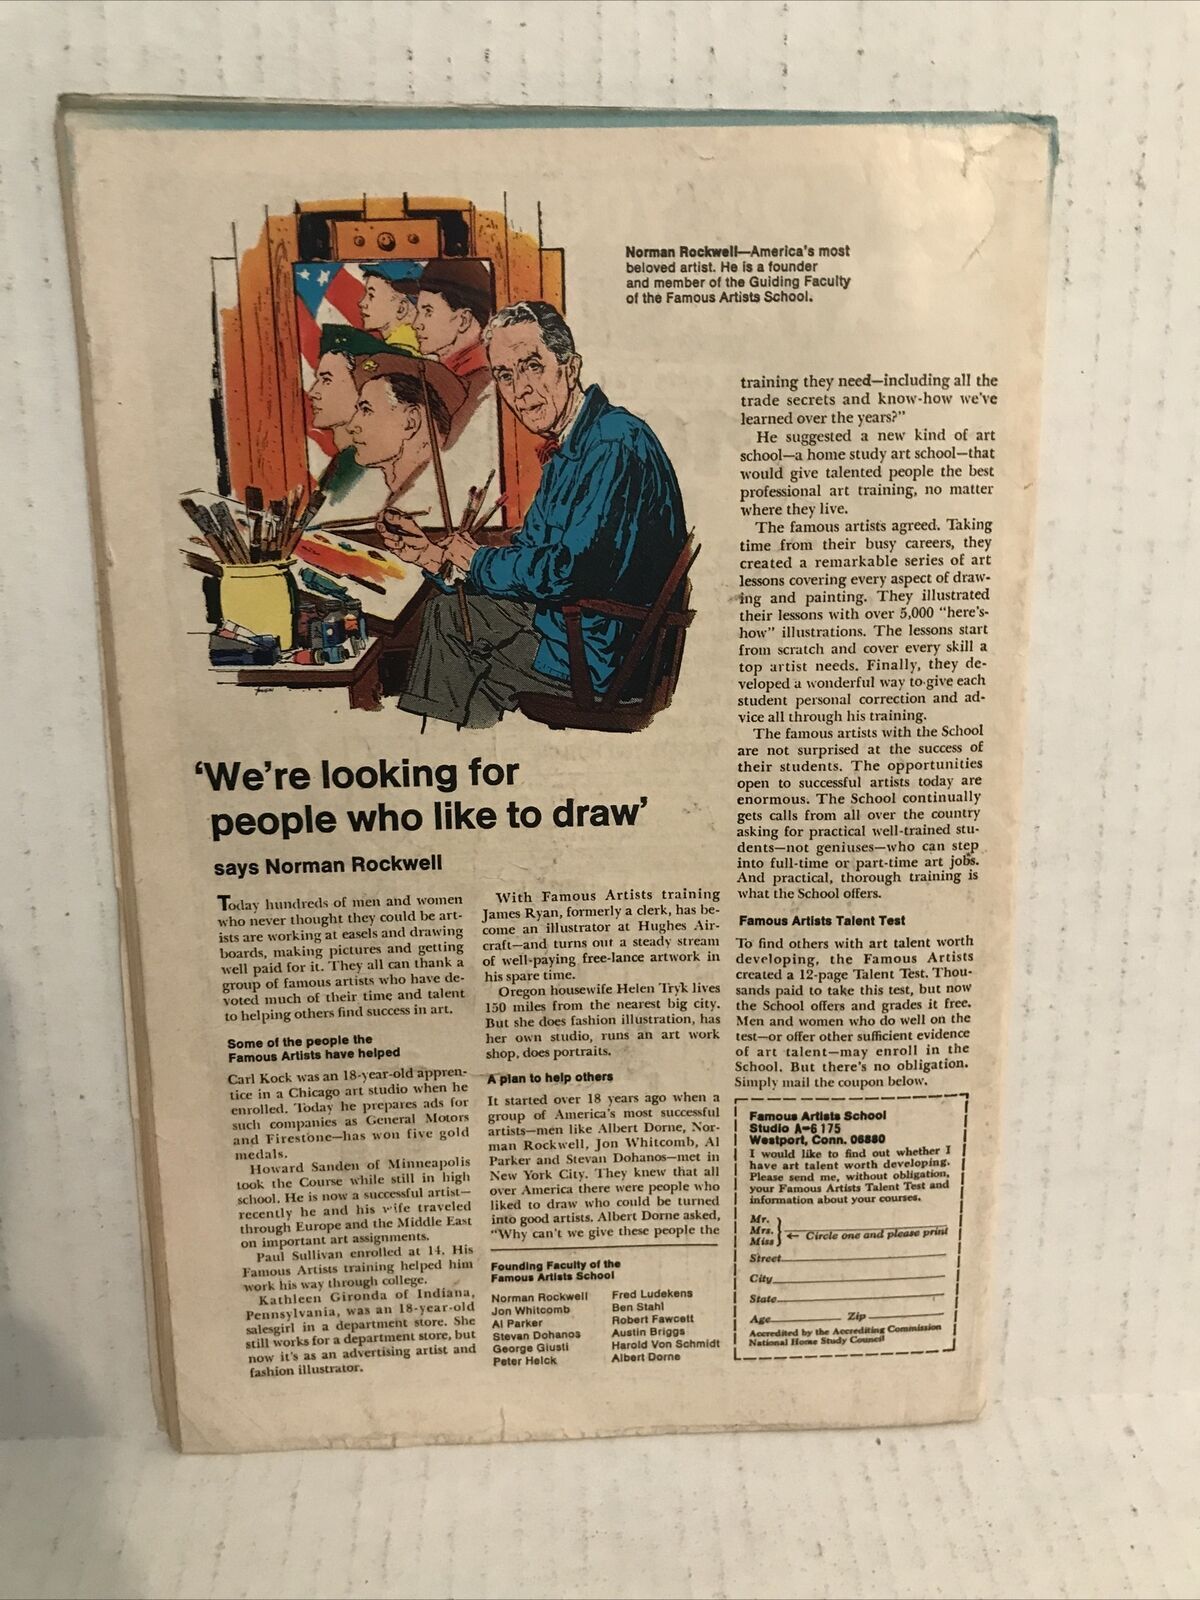 Norman Rockwell—America's most
beloved artist. He is a founder
and member of the Guiding Faculty
of the Famous Artists School.
'We're looking for
people who like to draw'
says Norman Rockwell
Today hundreds of men and women
who never thought they could be art-
ists are working at easels and drawing
boards, making pictures and getting
well paid for it. They all can thank a
group of famous artists who have de-
voted much of their time and talent
to helping others find success in art.
Some of the people the
Famous Artists have helped
Carl Kock was an 18-year-old appren-
tice in a Chicago art studio when he
enrolled. Today he prepares ads for
such companies as General Motors
and Firestone—has won five gold
medals.
Howard Sanden of Minneapolis
took the Course while still in high
school. He is now a successful artist—
recently he and his wife traveled
through Europe and the Middle East
on important art assignments.
Paul Sullivan enrolled at 14. His
Famous Artists training helped him
work his way through college.
Kathleen Gironda of Indiana,
Pennsylvania, was an 18-year-old
salesgirl in a department store. She
still works for a department store, but
now it's as an advertising artist and
fashion illustrator.
With Famous Artists training
James Ryan, formerly a clerk, has be-
come an illustrator at Hughes Air-
craft—and turns out a steady stream
of well-paying free-lance artwork in
his spare time.
Oregon housewife Helen Tryk lives
150 miles from the nearest big city.
But she does fashion illustration, has
her own studio, runs an art work
shop, does portraits.
A plan to help others
It started over 18 years ago when a
group of America's most successful
artists—men like Albert Dorne, Nor-
man Rockwell, Jon Whitcomb, Al
Parker and Stevan Dohanos—met in
New York City. They knew that all
over America there were people who
liked to draw who could be turned
into good artists. Albert Dorne asked,
"Why can't we give these people the
Founding Faculty of the
Famous Artists School
Norman Rockwell
Jon Whitcomb
Al Parker
Stevan Dohanos
George Giusti
Peter Helck
Fred Ludekens
Ben Stahl
Robert Fawcett
Austin Briggs
Harold Von Schmidt
Albert Dorne
training they need—including all the
trade secrets and know-how we've
learned over the years?"
He suggested a new kind of art
school—a home study art school—that
would give talented people the best
professional art training, no matter
where they live.
The famous artists agreed. Taking
time from their busy careers, they
created a remarkable series of art
lessons covering every aspect of draw-
ing and painting. They illustrated
their lessons with over 5,000 "here's-
how" illustrations. The lessons start
from scratch and cover every skill a
top artist needs. Finally, they de-
veloped a wonderful way to give each
student personal correction and ad-
vice all through his training.
The famous artists with the School
are not surprised at the success of
their students. The opportunities
open to successful artists today are
enormous. The School continually
gets calls from all over the country
asking for practical well-trained stu-
dents—not geniuses—who can step
into full-time or part-time art jobs.
And practical, thorough training is
what the School offers.
Famous Artists Talent Test
To find others with art talent worth
developing, the Famous Artists
created a 12-page Talent Test. Thou-
sands paid to take this test, but now
the School offers and grades it free.
Men and women who do well on the
test—or offer other sufficient evidence
of art talent—may enroll in the
School. But there's no obligation.
Simply mail the coupon below.
Famous Artists School
Studio A-6175
Westport, Conn. 06880
I would like to find out whether I
have art talent worth developing.
Please send me, without obligation,
your Famous Artists Talent Test and
information about your courses.
Mr.
Mrs. ← Circle one and please print
Miss
Street
City
State
Age Zip
Accredited by the Accrediting Commission
National Home Study Council